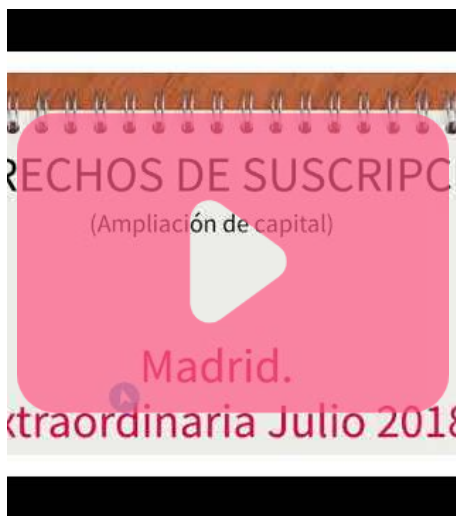 RECHOS DE SUSCRIPC
(Ampliación de capital)
Madrid.
xtraordinaria Julio 2018